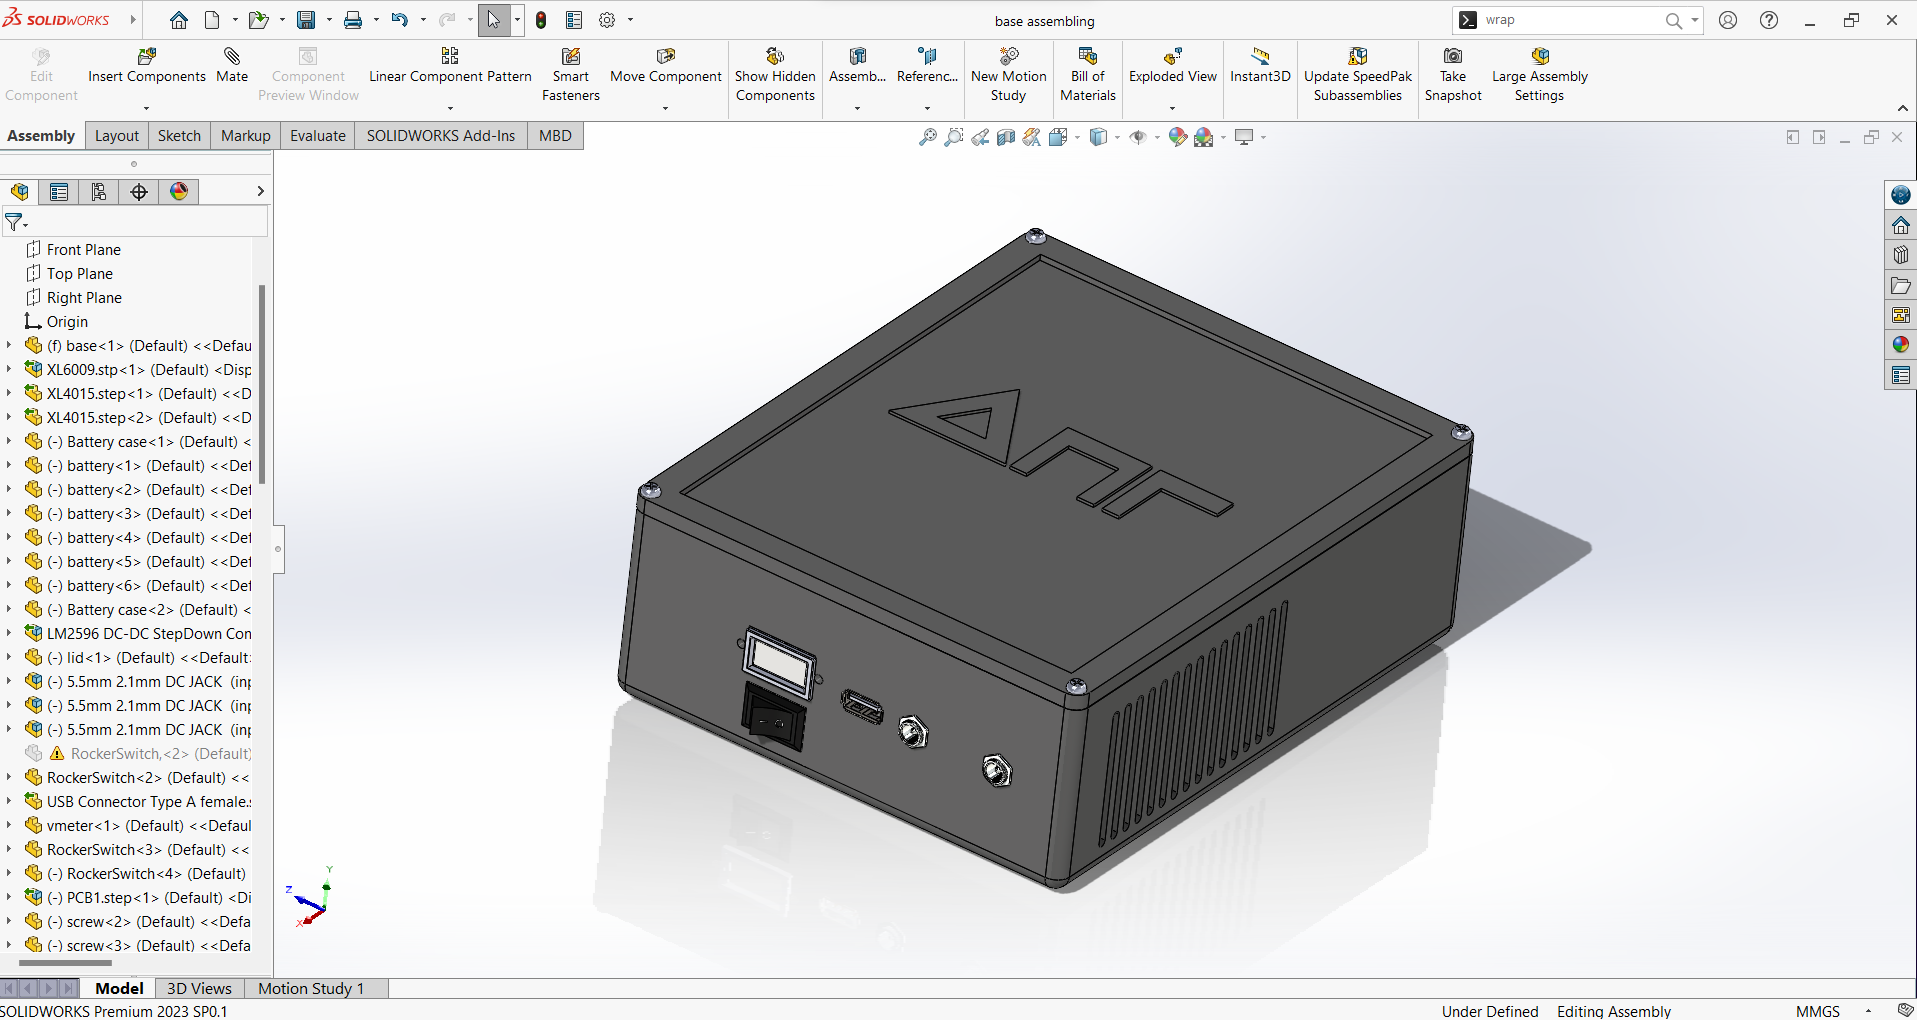 SOLIDWORKS
base assembling
wrap
Edit Component
Insert Components
Mate
Component Preview Window
Linear Component Pattern
Smart Fasteners
Move Component
Show Hidden Components
Assemb...
Referenc...
New Motion Study
Bill of Materials
Exploded View
Instant3D
Update SpeedPak Subassemblies
Take Snapshot
Large Assembly Settings
Assembly
Layout
Sketch
Markup
Evaluate
SOLIDWORKS Add-Ins
MBD
Front Plane
Top Plane
Right Plane
Origin
(f) base<1> (Default) <<Defau
XL6009.stp<1> (Default) <Disp
XL4015.step<1> (Default) <<D
XL4015.step<2> (Default) <<D
(-) Battery case<1> (Default) <
(-) battery<1> (Default) <<Def
(-) battery<2> (Default) <<Def
(-) battery<3> (Default) <<Def
(-) battery<4> (Default) <<Def
(-) battery<5> (Default) <<Def
(-) battery<6> (Default) <<Def
(-) Battery case<2> (Default) <
LM2596 DC-DC StepDown Con
(-) lid<1> (Default) <<Default
(-) 5.5mm 2.1mm DC JACK (inp
(-) 5.5mm 2.1mm DC JACK (inp
(-) 5.5mm 2.1mm DC JACK (inp
RockerSwitch,<2> (Default)
RockerSwitch<2> (Default) <<
USB Connector Type A female.s
vmeter<1> (Default) <<Defaul
RockerSwitch<3> (Default) <<
(-) RockerSwitch<4> (Default)
(-) PCB1.step<1> (Default) <Di
(-) screw<2> (Default) <<Defa
(-) screw<3> (Default) <<Defa
Y
Z
X
Model
3D Views
Motion Study 1
SOLIDWORKS Premium 2023 SP0.1
Under Defined
Editing Assembly
MMGS